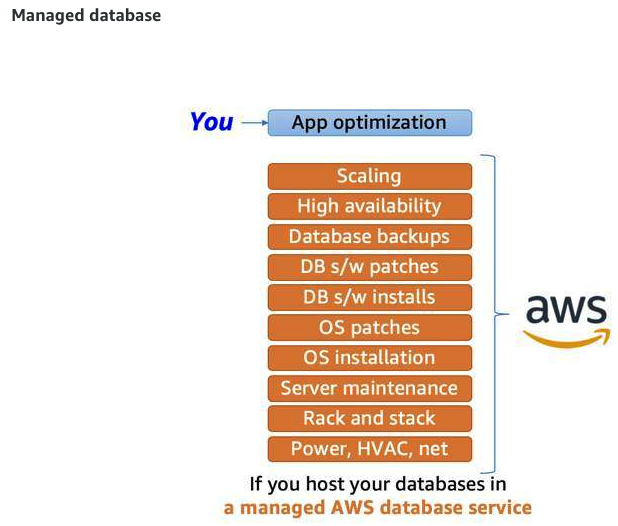 Managed database
You
App optimization
Scaling
High availability
Database backups
DB s/w patches
DB s/w installs
OS patches
OS installation
Server maintenance
Rack and stack
Power, HVAC, net
aws
If you host your databases in
a managed AWS database service